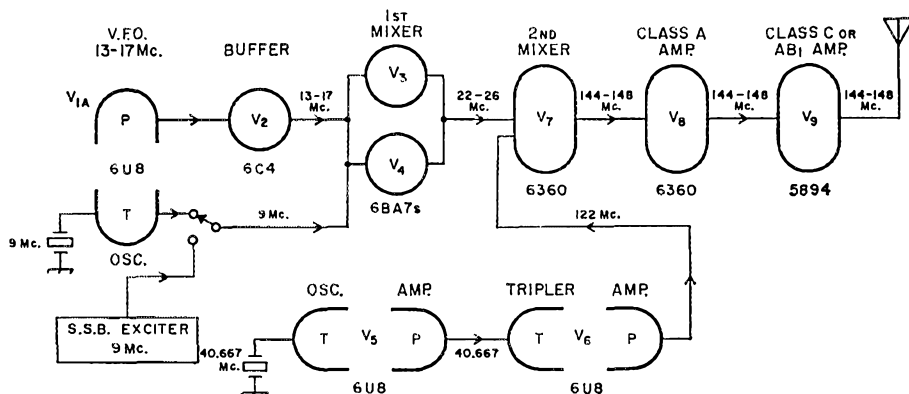 V.F.O.
13-17Mc.
BUFFER
1ST
MIXER
2ND
MIXER
CLASS A
AMP.
CLASS C OR
AB1 AMP.
V1A
P
6U8
V2
6C4
13-17
Mc.
V3
V4
6BA7s
22-26
Mc.
V7
6360
144-148
Mc.
V8
6360
144-148
Mc.
V9
5894
144-148
Mc.
9 Mc.
T
OSC.
9 Mc.
122 Mc.
S.S.B. EXCITER
9 Mc.
40.667
Mc.
OSC.
AMP.
T
V5
P
6U8
40.667
TRIPLER
AMP.
T
V6
P
6U8